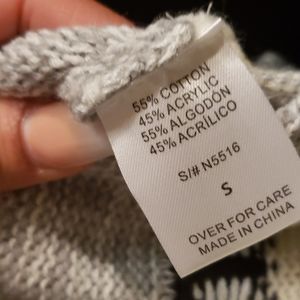 55% COTTON
45% ACRYLIC
55% ALGODÓN
45% ACRÍLICO
S/# N5516
S
OVER FOR CARE
MADE IN CHINA